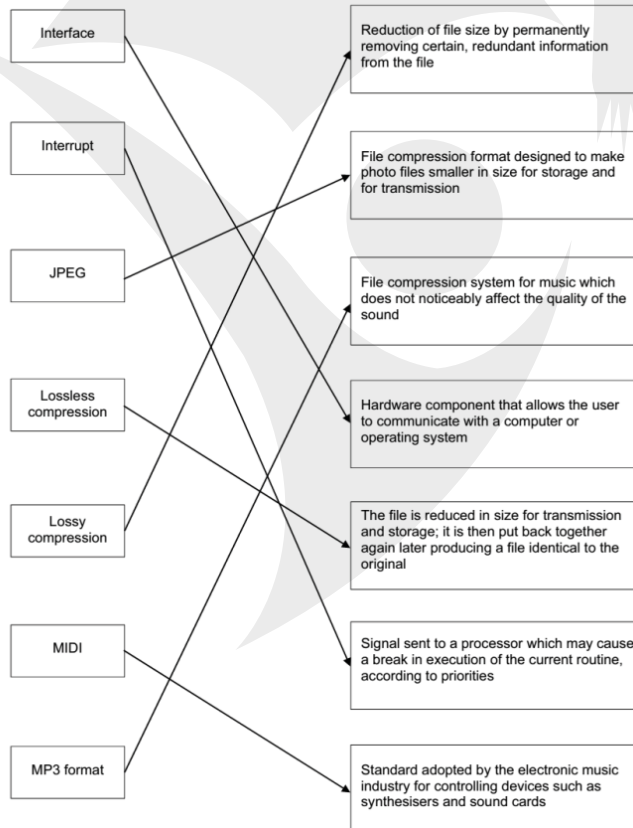 Interface
Reduction of file size by permanently
removing certain, redundant information
from the file
Interrupt
File compression format designed to make
photo files smaller in size for storage and
for transmission
JPEG
File compression system for music which
does not noticeably affect the quality of the
sound
Lossless
compression
Hardware component that allows the user
to communicate with a computer or
operating system
Lossy
compression
The file is reduced in size for transmission
and storage; it is then put back together
again later producing a file identical to the
original
MIDI
Signal sent to a processor which may cause
a break in execution of the current routine,
according to priorities
MP3 format
Standard adopted by the electronic music
industry for controlling devices such as
synthesisers and sound cards